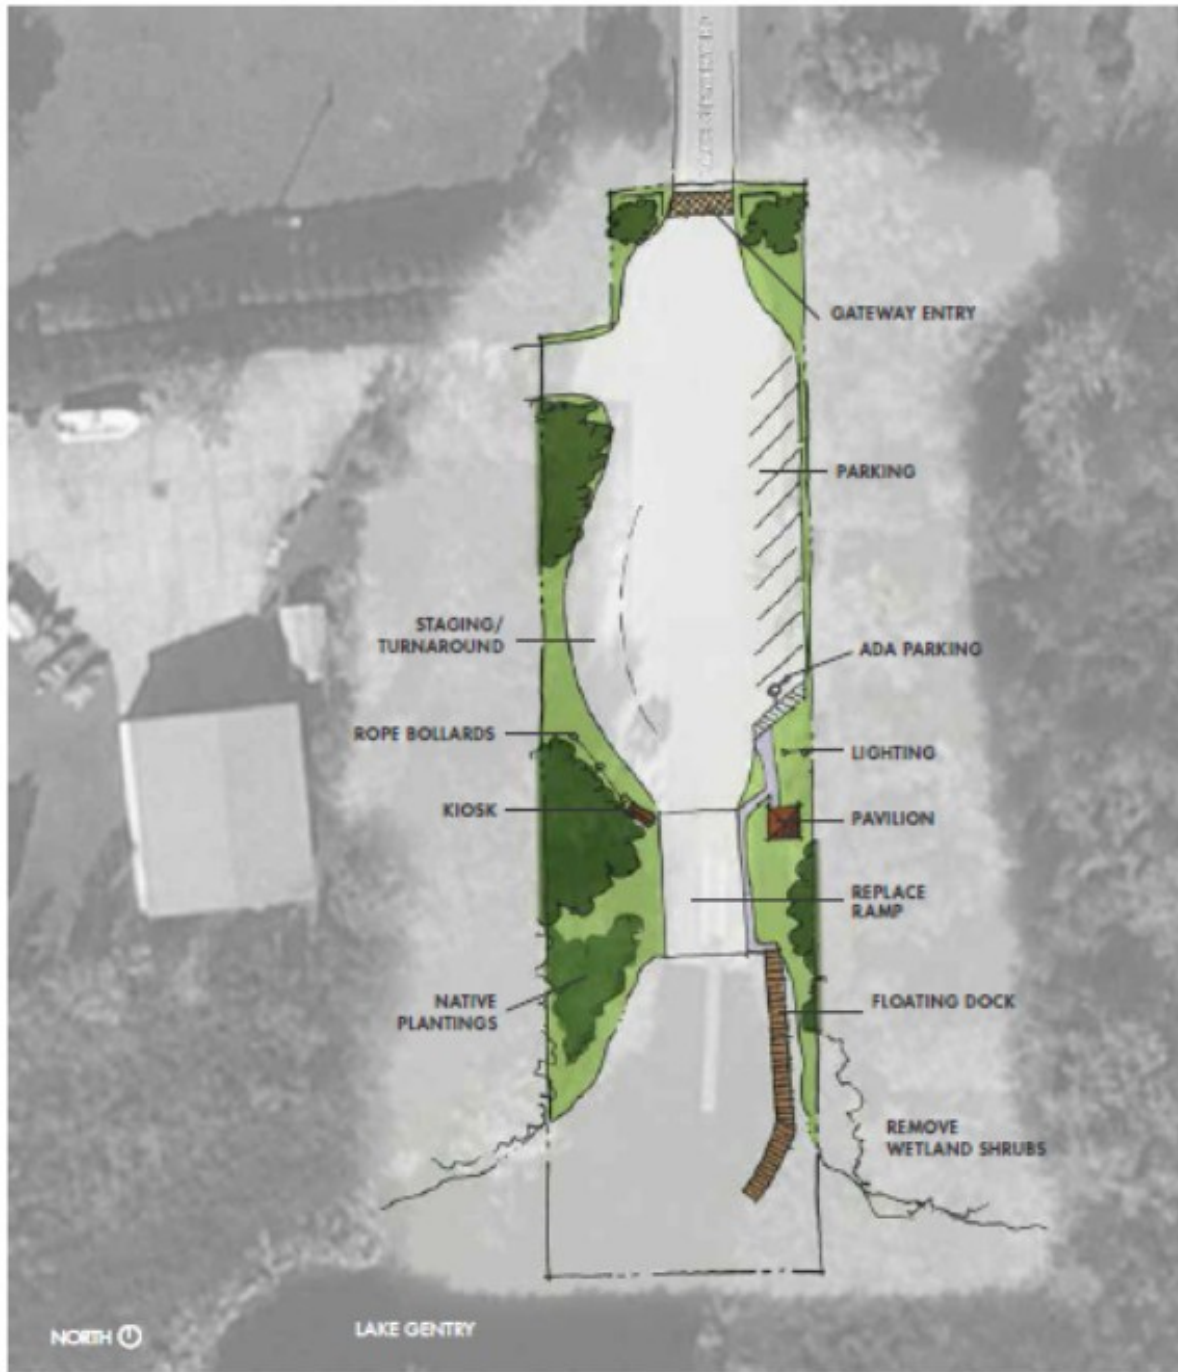 GATEWAY ENTRY
PARKING
STAGING/
TURNAROUND
ADA PARKING
ROPE BOLLARDS
LIGHTING
KIOSK
PAVILION
REPLACE
RAMP
NATIVE
PLANTINGS
FLOATING DOCK
REMOVE
WETLAND SHRUBS
NORTH
LAKE GENTRY